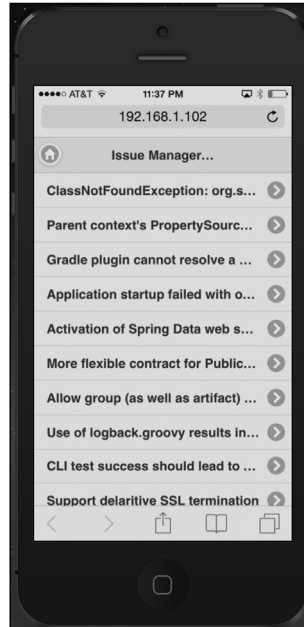 AT&T 11:37 PM
192.168.1.102
Issue Manager...
ClassNotFoundException: org.s...
Parent context's PropertySourc...
Gradle plugin cannot resolve a ...
Application startup failed with o...
Activation of Spring Data web s...
More flexible contract for Public...
Allow group (as well as artifact) ...
Use of logback.groovy results in...
CLI test success should lead to ...
Support delaritive SSL termination